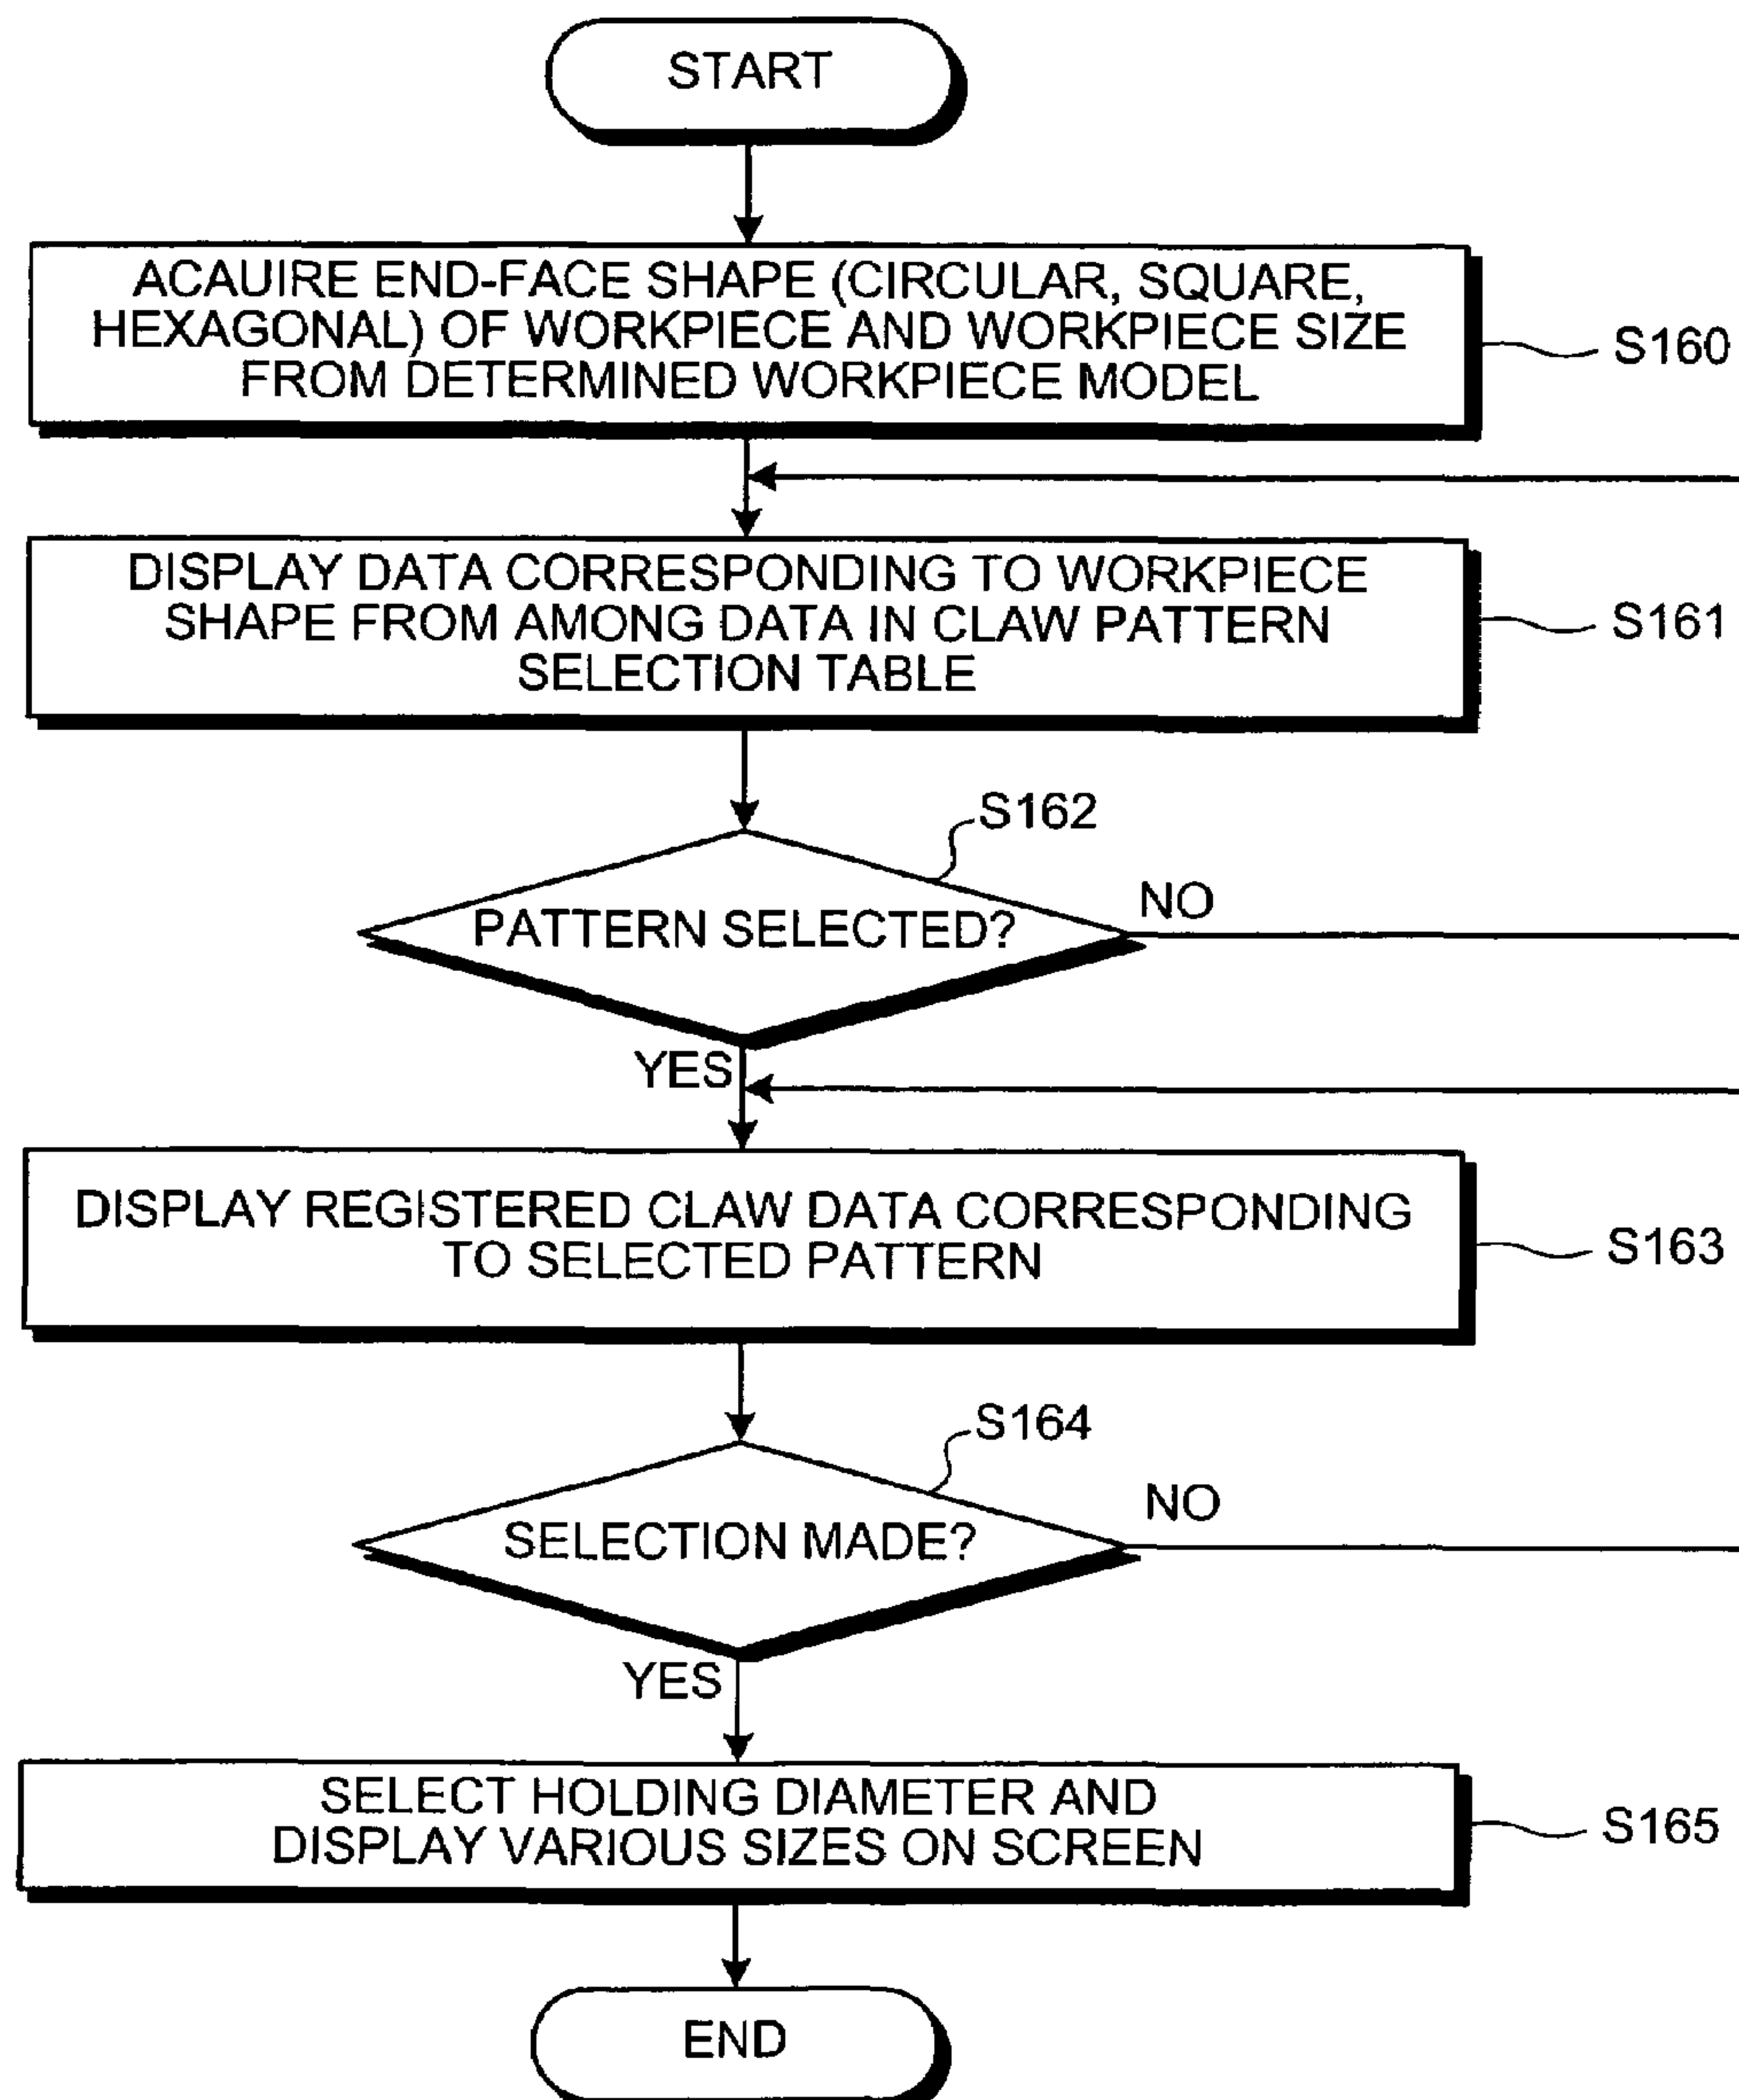 START
ACAUIRE END-FACE SHAPE (CIRCULAR, SQUARE,
HEXAGONAL) OF WORKPIECE AND WORKPIECE SIZE
FROM DETERMINED WORKPIECE MODEL
S160
DISPLAY DATA CORRESPONDING TO WORKPIECE
SHAPE FROM AMONG DATA IN CLAW PATTERN
SELECTION TABLE
S161
S162
PATTERN SELECTED?
NO
YES
DISPLAY REGISTERED CLAW DATA CORRESPONDING
TO SELECTED PATTERN
S163
S164
SELECTION MADE?
NO
YES
SELECT HOLDING DIAMETER AND
DISPLAY VARIOUS SIZES ON SCREEN
S165
END